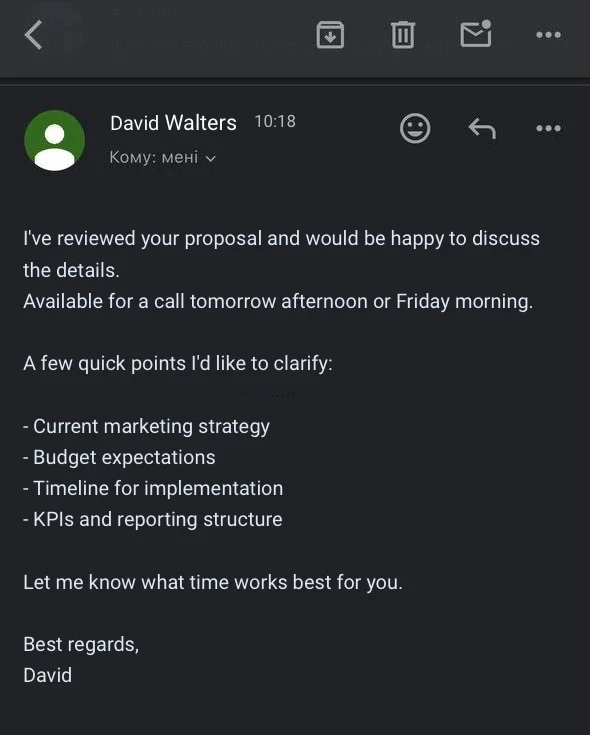 David Walters 10:18
Кому: мені
I've reviewed your proposal and would be happy to discuss
the details.
Available for a call tomorrow afternoon or Friday morning.
A few quick points I'd like to clarify:
- Current marketing strategy
- Budget expectations
- Timeline for implementation
- KPIs and reporting structure
Let me know what time works best for you.
Best regards,
David